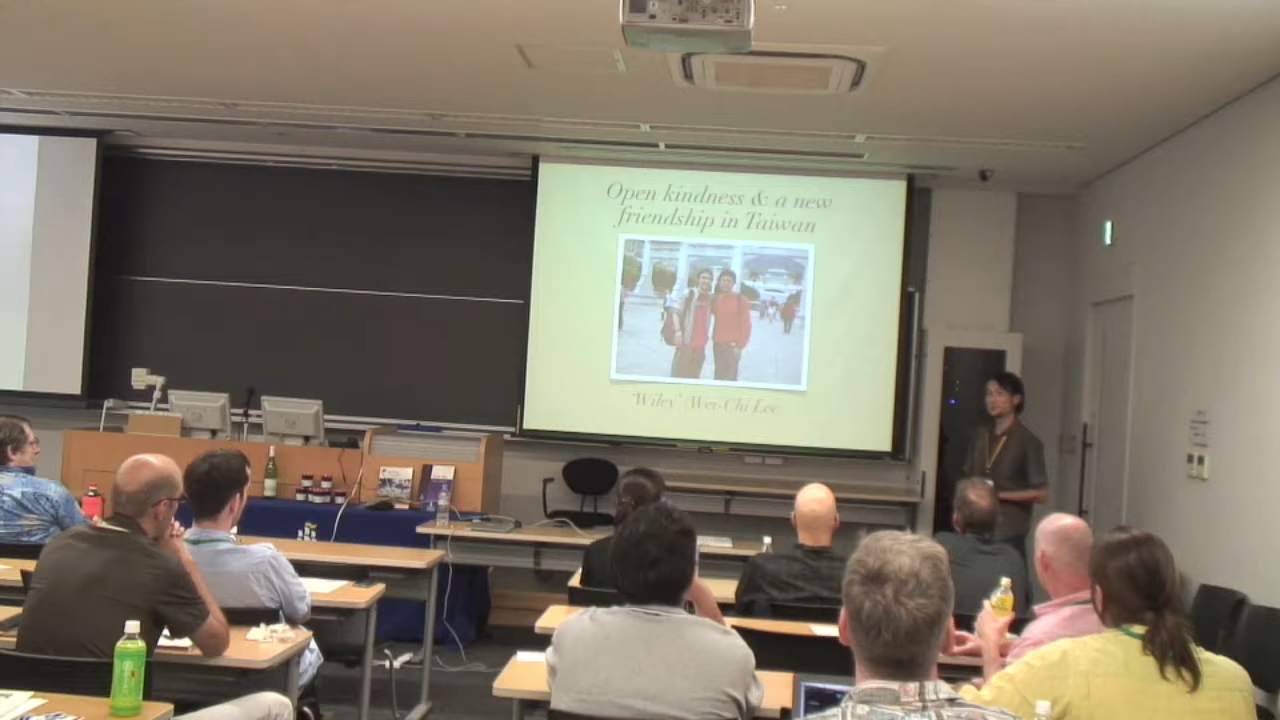 Open kindness & a new
friendship in Taiwan
'Wiley' Wei-Chi Lee